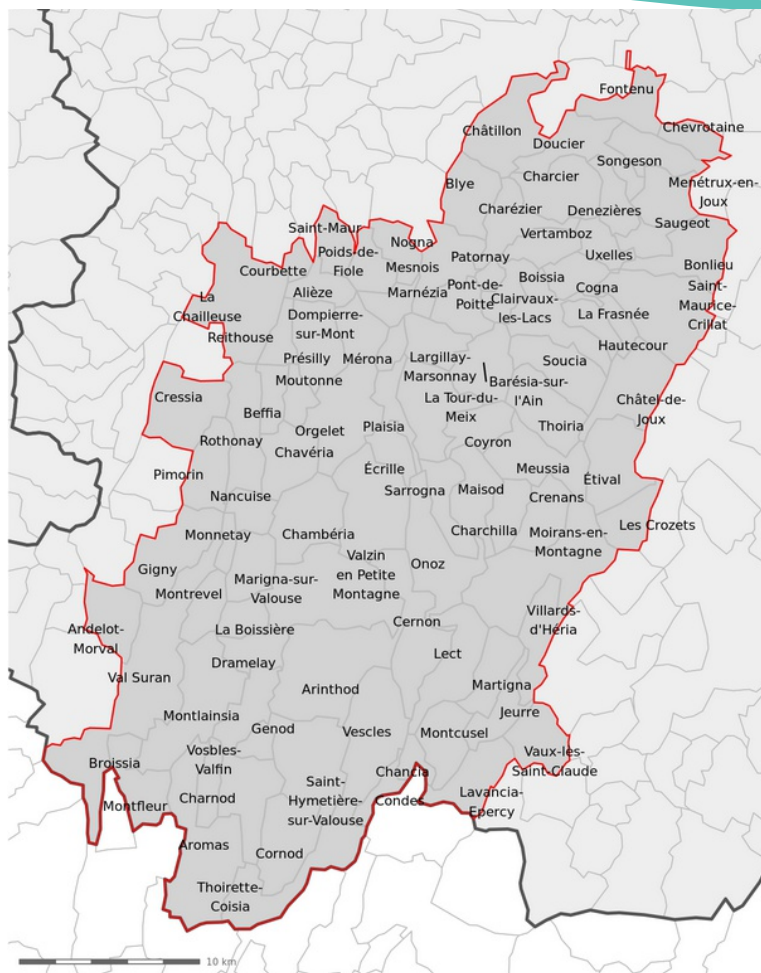 Fontenu
Châtillon
Chevrotaine
Doucier
Songeson
Blye
Charcier
Menétrux-en-
Joux
Charézier
Denezières
Saugeot
Saint-Maur
Vertamboz
Nogna
Poids-de-
Fiole
Patornay
Uxelles
Courbette
Mesnois
Bonlieu
Boissia
Alièze
Marnézia
Pont-de-
Poitte
Cogna
Saint-
Maurice-
Crillat
La
Chailleuse
Clairvaux-
les-Lacs
Dompierre-
sur-Mont
La Frasnée
Reithouse
Hautecour
Présilly
Mérona
Largillay-
Marsonnay
Soucia
Moutonne
Barésia-sur-
l'Ain
Cressia
La Tour-du-
Meix
Châtel-de-
Joux
Beffia
Orgelet
Plaisia
Thoiria
Rothonay
Chavéria
Coyron
Pimorin
Écrille
Meussia
Étival
Nancuise
Sarrogna
Maisod
Crenans
Monnetay
Chambéria
Charchilla
Moirans-en-
Montagne
Les Crozets
Gigny
Valzin
en Petite
Montagne
Onoz
Montrevel
Marigna-sur-
Valouse
Villards-
d'Héria
Andelot-
Morval
La Boissière
Cernon
Dramelay
Lect
Val Suran
Arinthod
Martigna
Montlainsia
Jeurre
Genod
Vescles
Montcusel
Broissia
Vosbles-
Valfin
Vaux-lès-
Saint-Claude
Chancia
Montfleur
Charnod
Saint-
Hymetière-
sur-Valouse
Condes
Lavancia-
Epercy
Aromas
Cornod
Thoirette-
Coisia
10 km